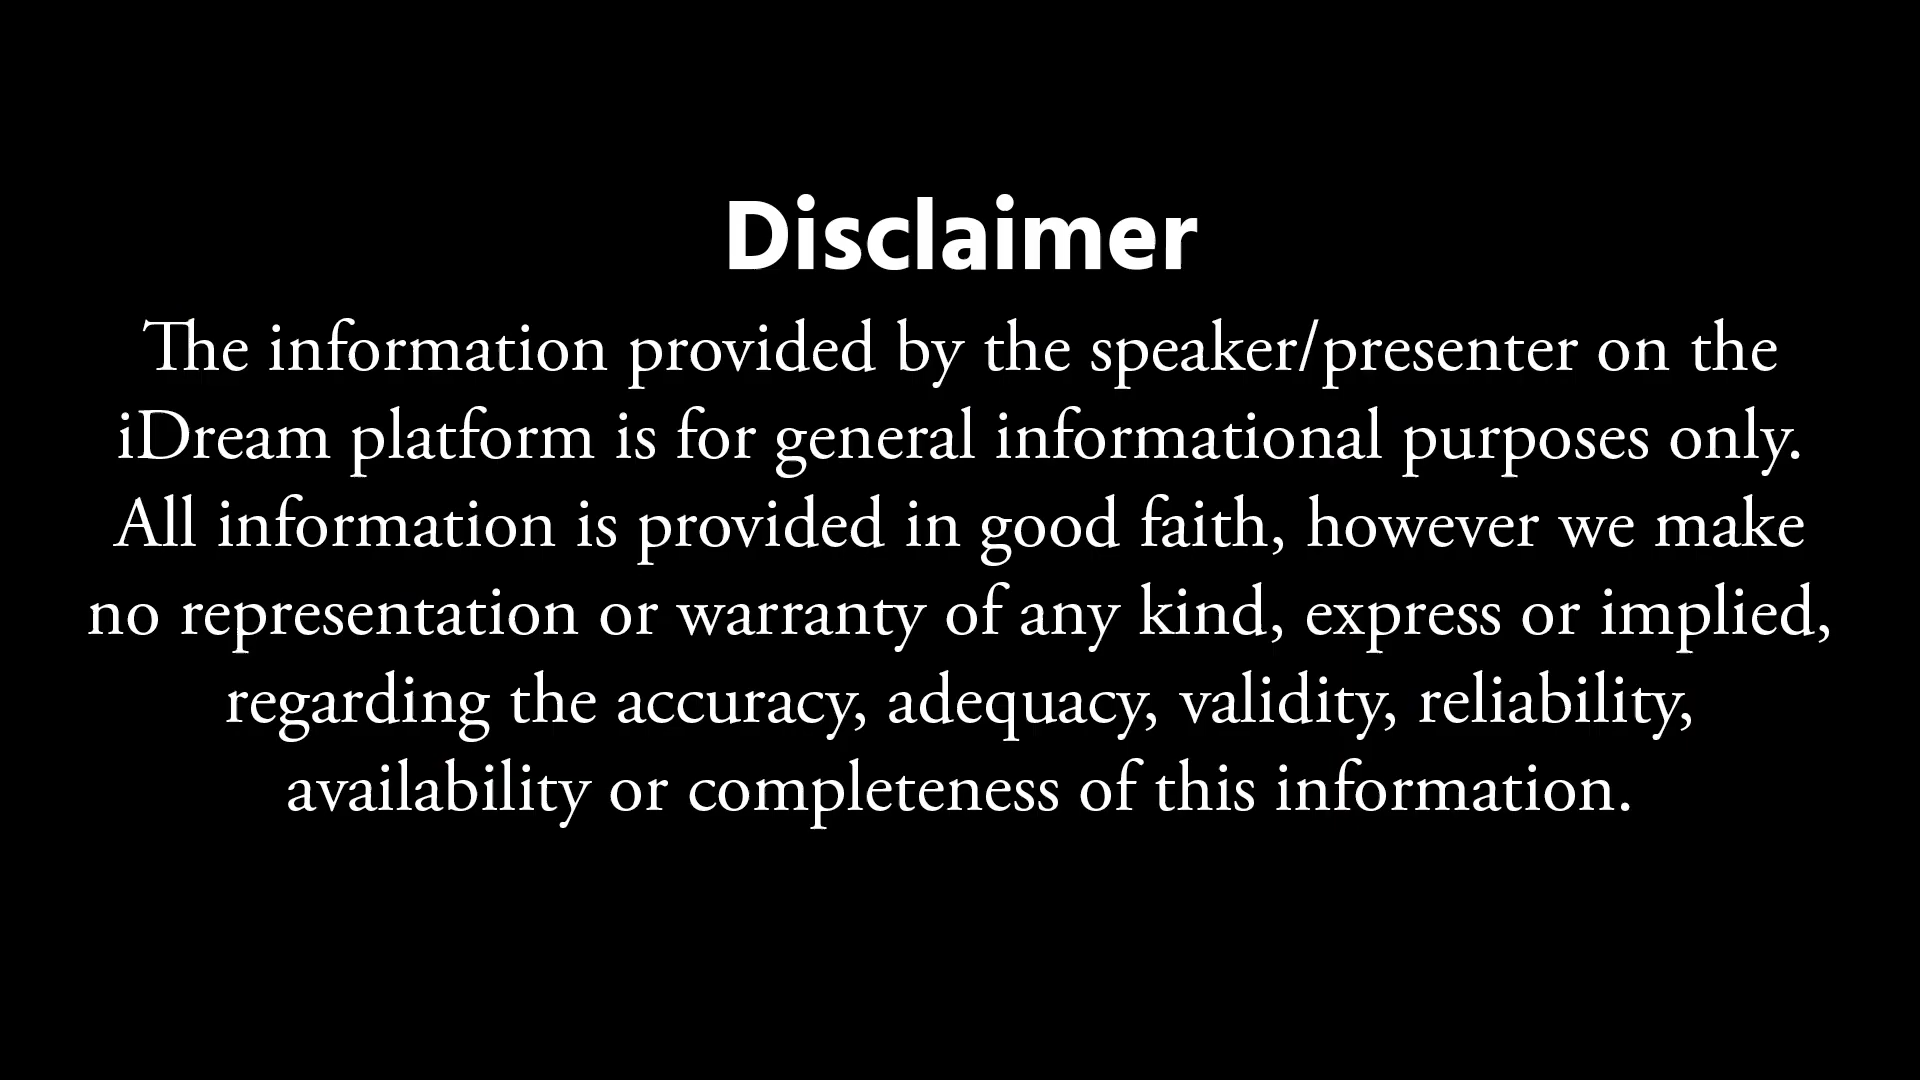 Disclaimer
The information provided by the speaker/presenter on the
iDream platform is for general informational purposes only.
All information is provided in good faith, however we make
no representation or warranty of any kind, express or implied,
regarding the accuracy, adequacy, validity, reliability,
availability or completeness of this information.